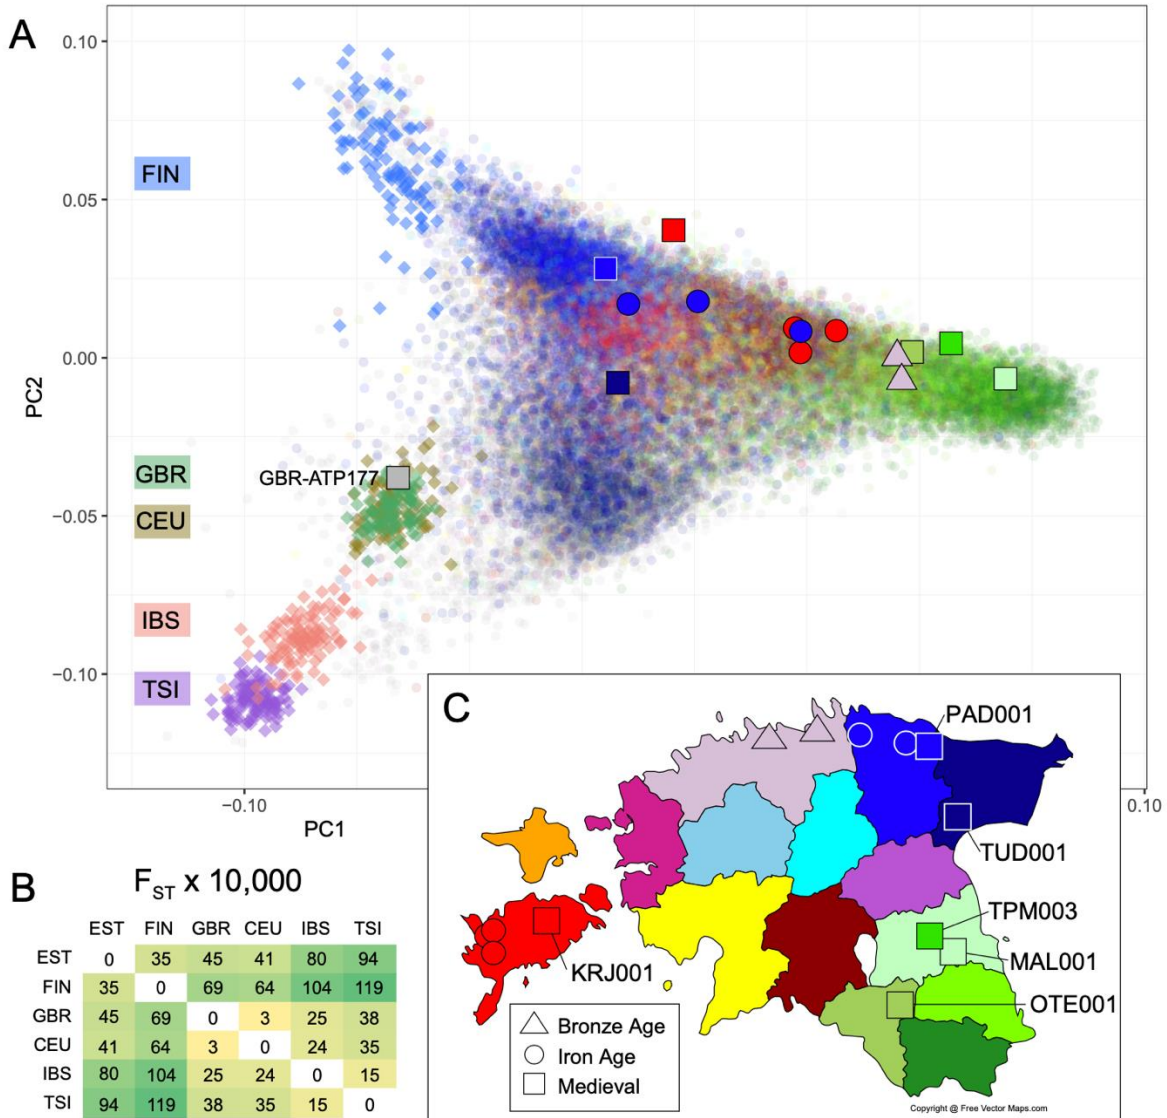 A
0.10
0.05
0.00
−0.05
−0.10
PC2
FIN
GBR
GBR-ATP177
CEU
IBS
TSI
−0.10
0.10
PC1
C
PAD001
TUD001
TPM003
MAL001
OTE001
KRJ001
Bronze Age
Iron Age
Medieval
Copyright @ Free Vector Maps.com
B
FST x 10,000
EST FIN GBR CEU IBS TSI
EST 0 35 45 41 80 94
FIN 35 0 69 64 104 119
GBR 45 69 0 3 25 38
CEU 41 64 3 0 24 35
IBS 80 104 25 24 0 15
TSI 94 119 38 35 15 0